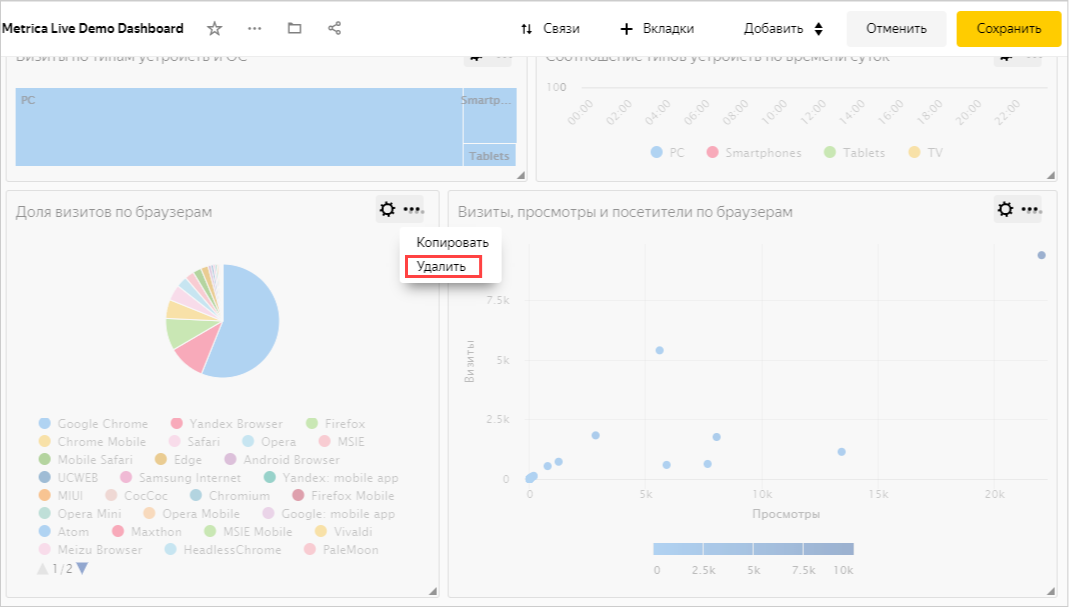 Metrica Live Demo Dashboard
Связи
Вкладки
Добавить
Отменить
Сохранить
Визиты по типам устройств и ОС
PC
Smartp...
Tablets
Соотношение типов устройств по времени суток
100
00:00 02:00 04:00 06:00 08:00 10:00 12:00 14:00 16:00 18:00 20:00 22:00
PC Smartphones Tablets TV
Доля визитов по браузерам
Копировать
Удалить
Google Chrome Yandex Browser Firefox
Chrome Mobile Safari Opera MSIE
Mobile Safari Edge Android Browser
UCWEB Samsung Internet Yandex: mobile app
MIUI CocCoc Chromium Firefox Mobile
Opera Mini Opera Mobile Google: mobile app
Atom Maxthon MSIE Mobile Vivaldi
Meizu Browser HeadlessChrome PaleMoon
1/2
Визиты, просмотры и посетители по браузерам
Визиты
7.5k
5k
2.5k
0
0 5k 10k 15k 20k
Просмотры
0 2.5k 5k 7.5k 10k